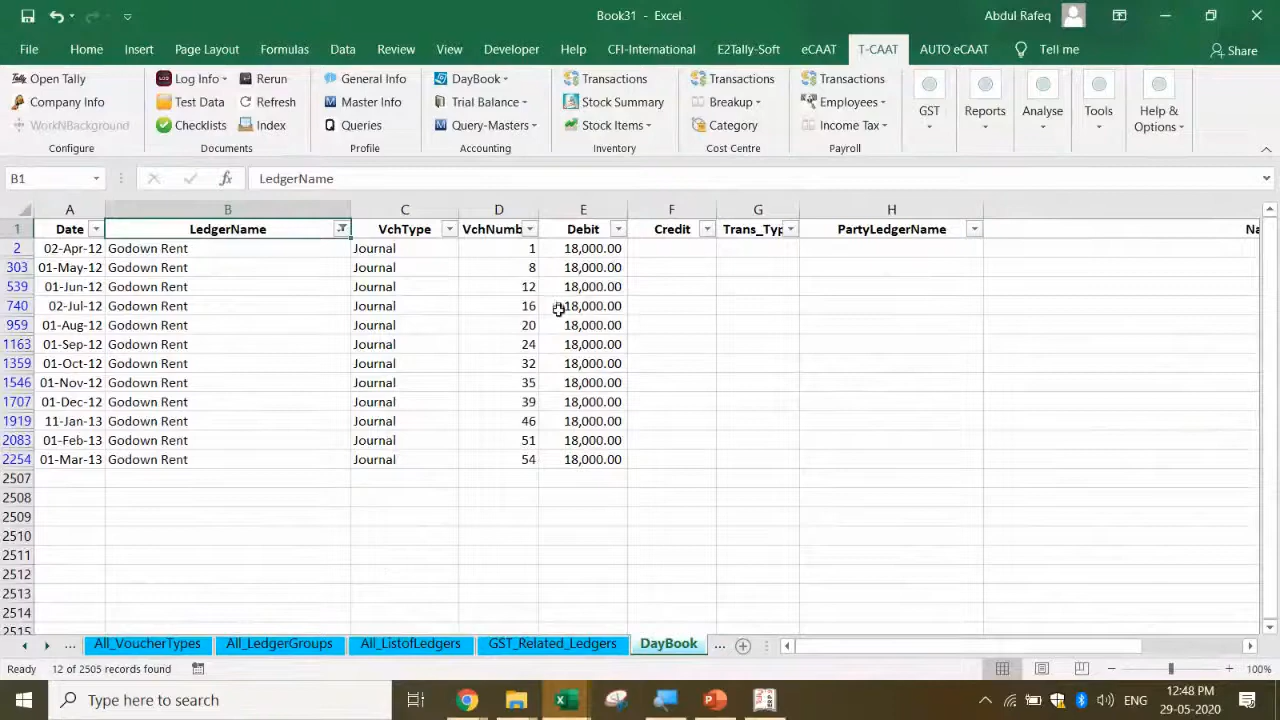 Book31 - Excel
Abdul Rafeq
File Home Insert Page Layout Formulas Data Review View Developer Help CFI-International E2Tally-Soft eCAAT T-CAAT AUTO eCAAT Tell me Share
Open Tally Log Info Rerun General Info DayBook Transactions Transactions Transactions
Company Info Test Data Refresh Master Info Trial Balance Stock Summary Breakup Employees GST Reports Analyse Tools Help & Options
WorkNBackground Checklists Index Queries Query-Masters Stock Items Category Income Tax
Configure Documents Profile Accounting Inventory Cost Centre Payroll
B1 fx LedgerName
A B C D E F G H
1 Date LedgerName VchType VchNumb Debit Credit Trans_Typ PartyLedgerName Na
2 02-Apr-12 Godown Rent Journal 1 18,000.00
303 01-May-12 Godown Rent Journal 8 18,000.00
539 01-Jun-12 Godown Rent Journal 12 18,000.00
740 02-Jul-12 Godown Rent Journal 16 18,000.00
959 01-Aug-12 Godown Rent Journal 20 18,000.00
1163 01-Sep-12 Godown Rent Journal 24 18,000.00
1359 01-Oct-12 Godown Rent Journal 32 18,000.00
1546 01-Nov-12 Godown Rent Journal 35 18,000.00
1707 01-Dec-12 Godown Rent Journal 39 18,000.00
1919 11-Jan-13 Godown Rent Journal 46 18,000.00
2083 01-Feb-13 Godown Rent Journal 51 18,000.00
2254 01-Mar-13 Godown Rent Journal 54 18,000.00
2507
2508
2509
2510
2511
2512
2513
2514
2515
... All_VoucherTypes All_LedgerGroups All_ListofLedgers GST_Related_Ledgers DayBook ...
Ready 12 of 2505 records found 100%
Type here to search ENG 12:48 PM
29-05-2020